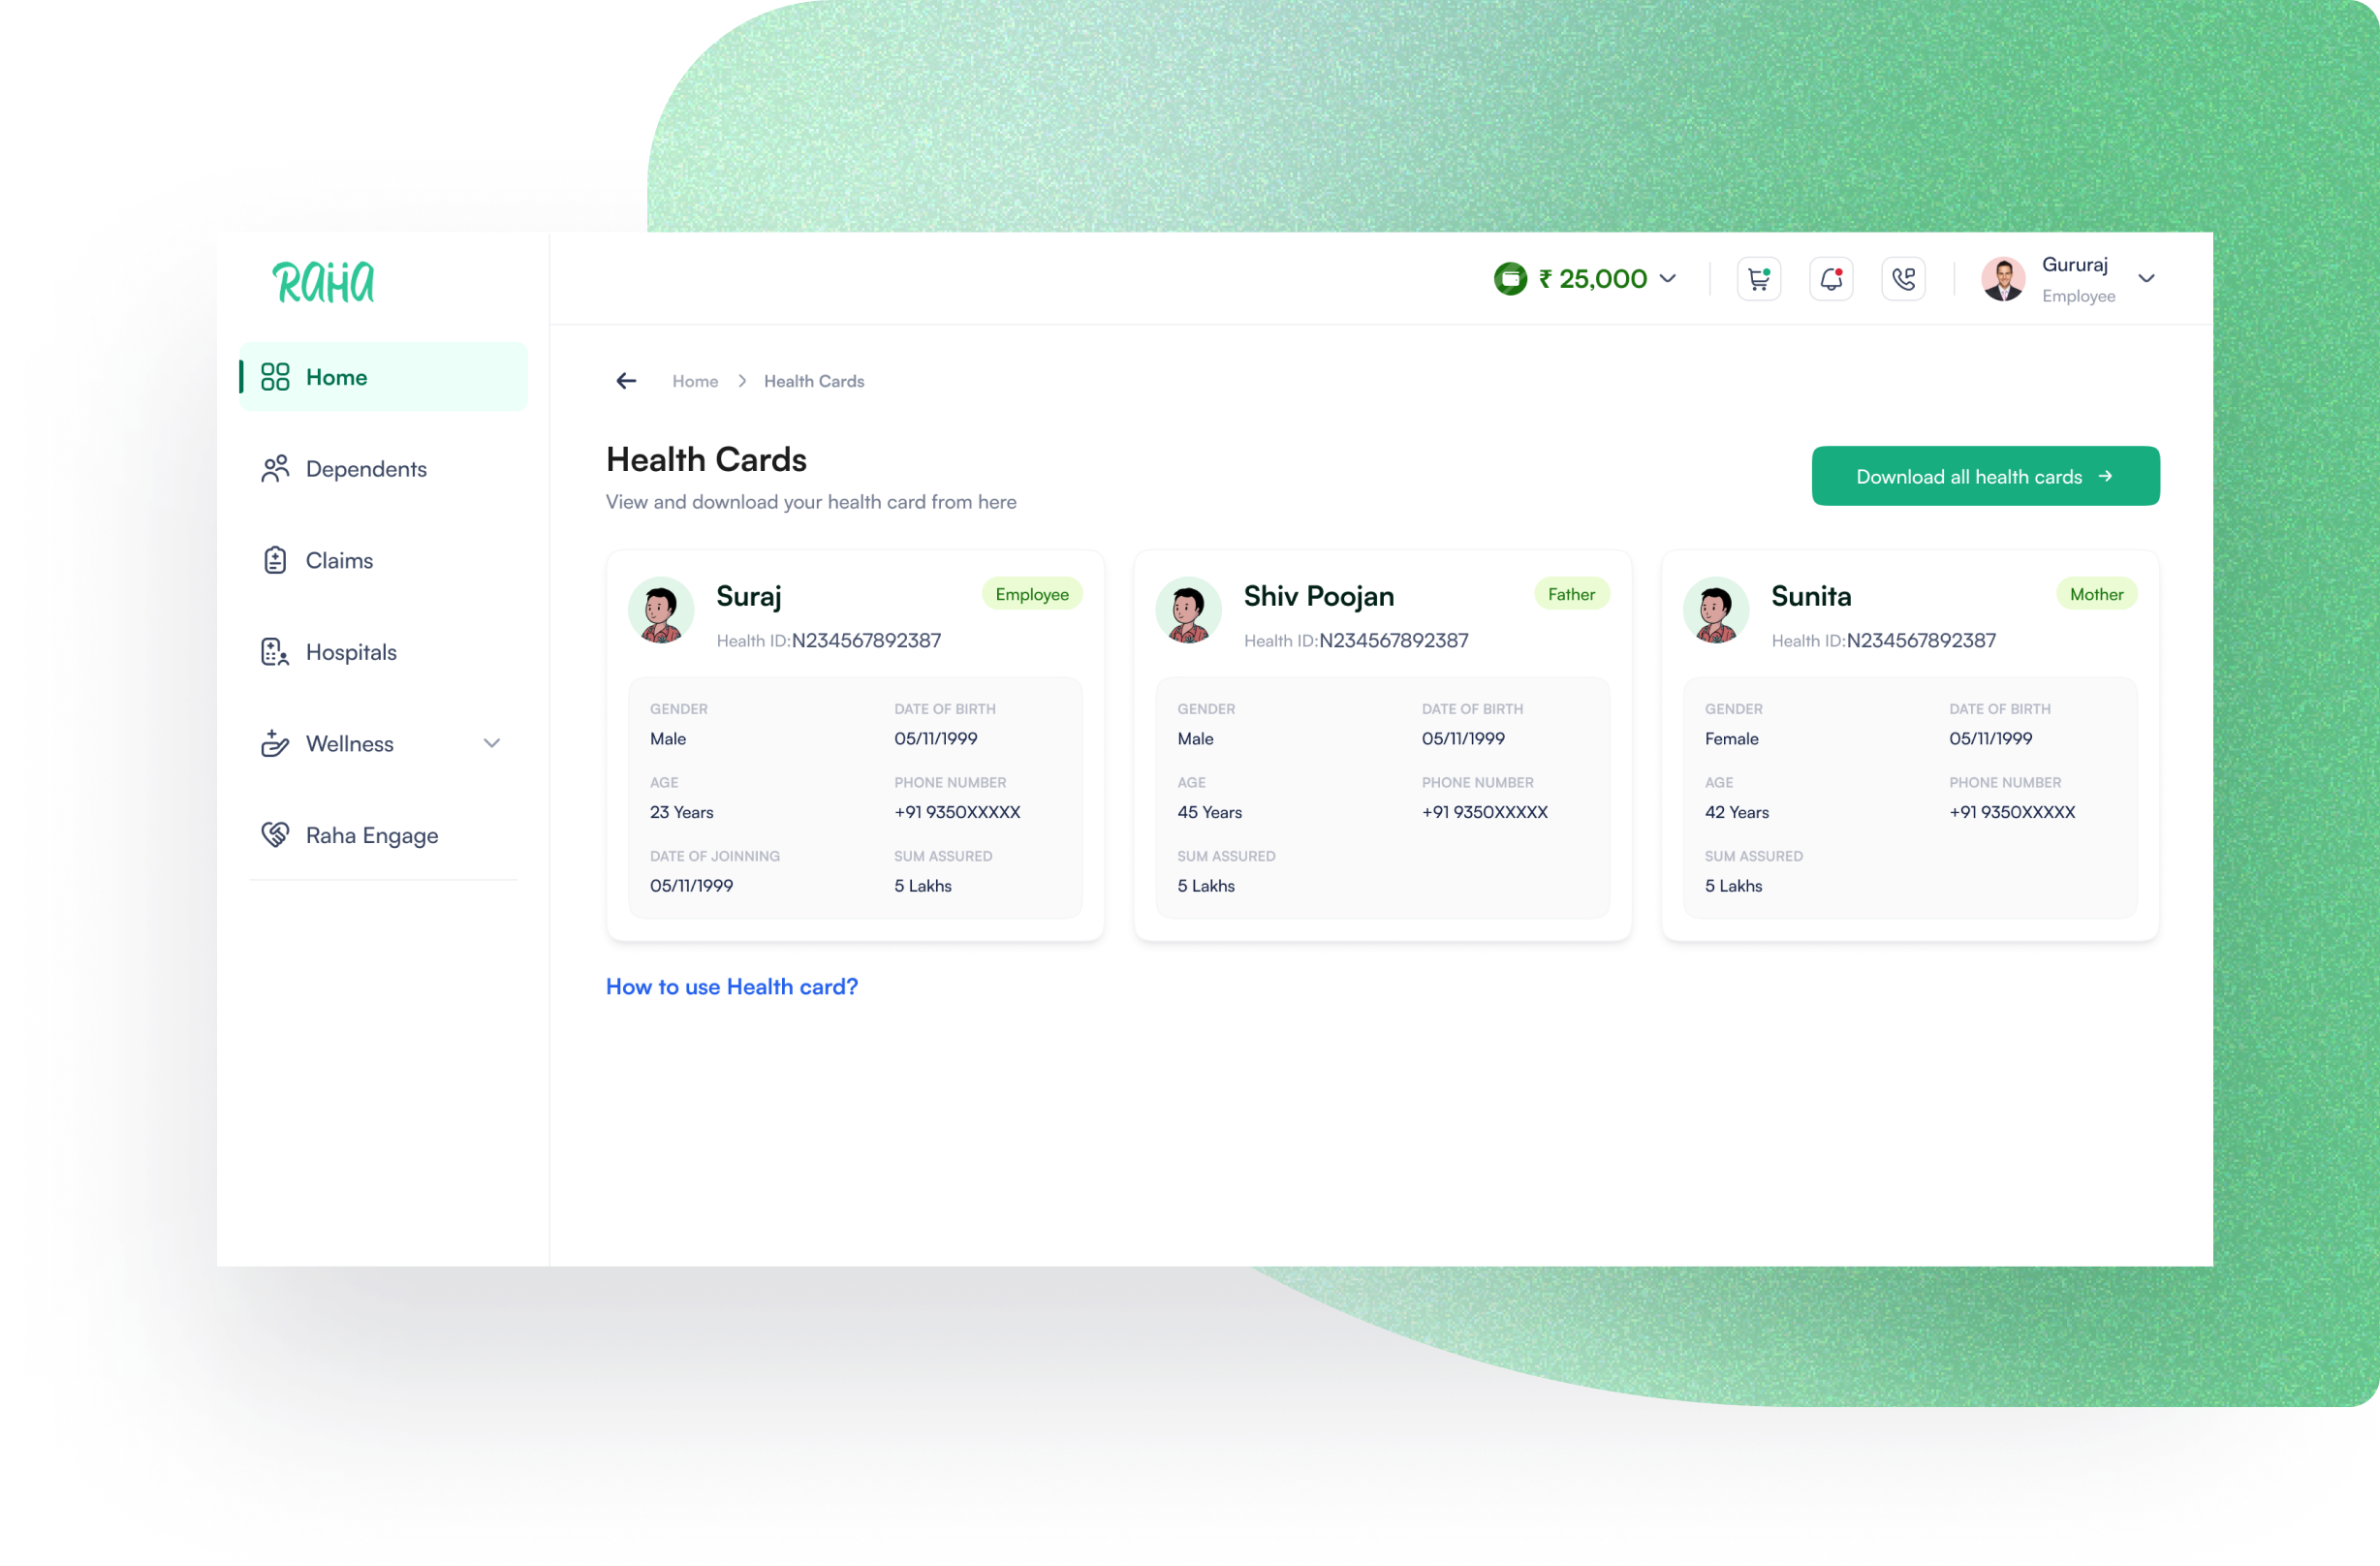 RAHA
₹ 25,000
Gururaj
Employee
Home
Dependents
Claims
Hospitals
Wellness
Raha Engage
Home > Health Cards
Health Cards
View and download your health card from here
Download all health cards →
Suraj
Employee
Health ID:N234567892387
GENDER DATE OF BIRTH
Male 05/11/1999
AGE PHONE NUMBER
23 Years +91 9350XXXXX
DATE OF JOINNING SUM ASSURED
05/11/1999 5 Lakhs
Shiv Poojan
Father
Health ID:N234567892387
GENDER DATE OF BIRTH
Male 05/11/1999
AGE PHONE NUMBER
45 Years +91 9350XXXXX
SUM ASSURED
5 Lakhs
Sunita
Mother
Health ID:N234567892387
GENDER DATE OF BIRTH
Female 05/11/1999
AGE PHONE NUMBER
42 Years +91 9350XXXXX
SUM ASSURED
5 Lakhs
How to use Health card?